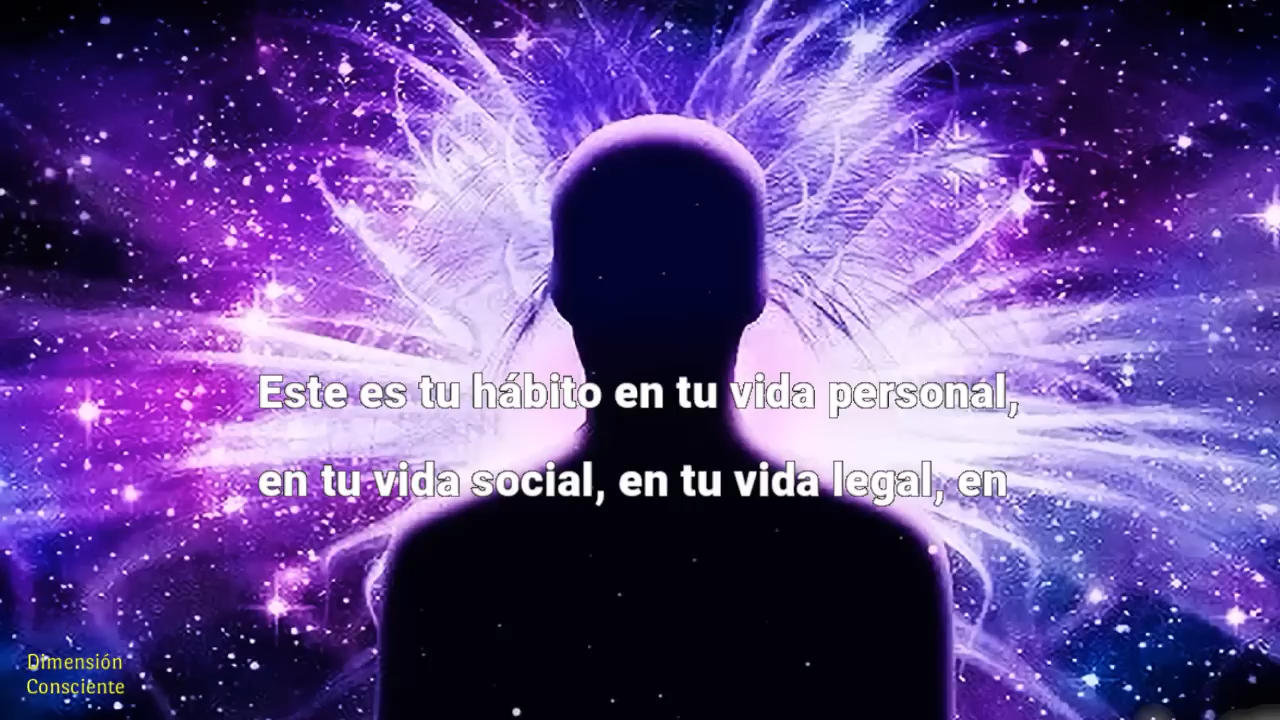 Este es tu hábito en tu vida personal,
en tu vida social, en tu vida legal, en
Dimensión
Consciente